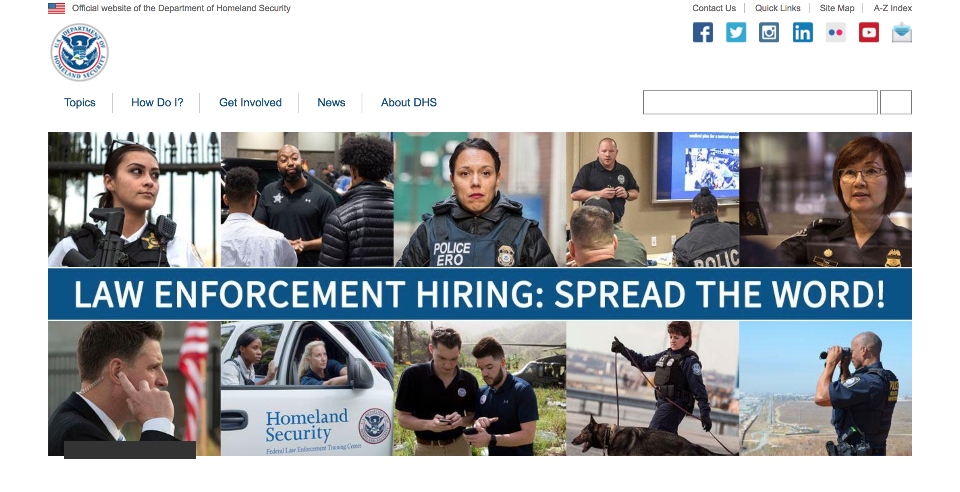 Official website of the Department of Homeland Security
Contact Us
Quick Links
Site Map
A-Z Index
U.S. DEPARTMENT OF
HOMELAND SECURITY
Topics
How Do I?
Get Involved
News
About DHS
POLICE
ERO
POLIC
LAW ENFORCEMENT HIRING: SPREAD THE WORD!
Homeland
Security
Federal Law Enforcement Training Center